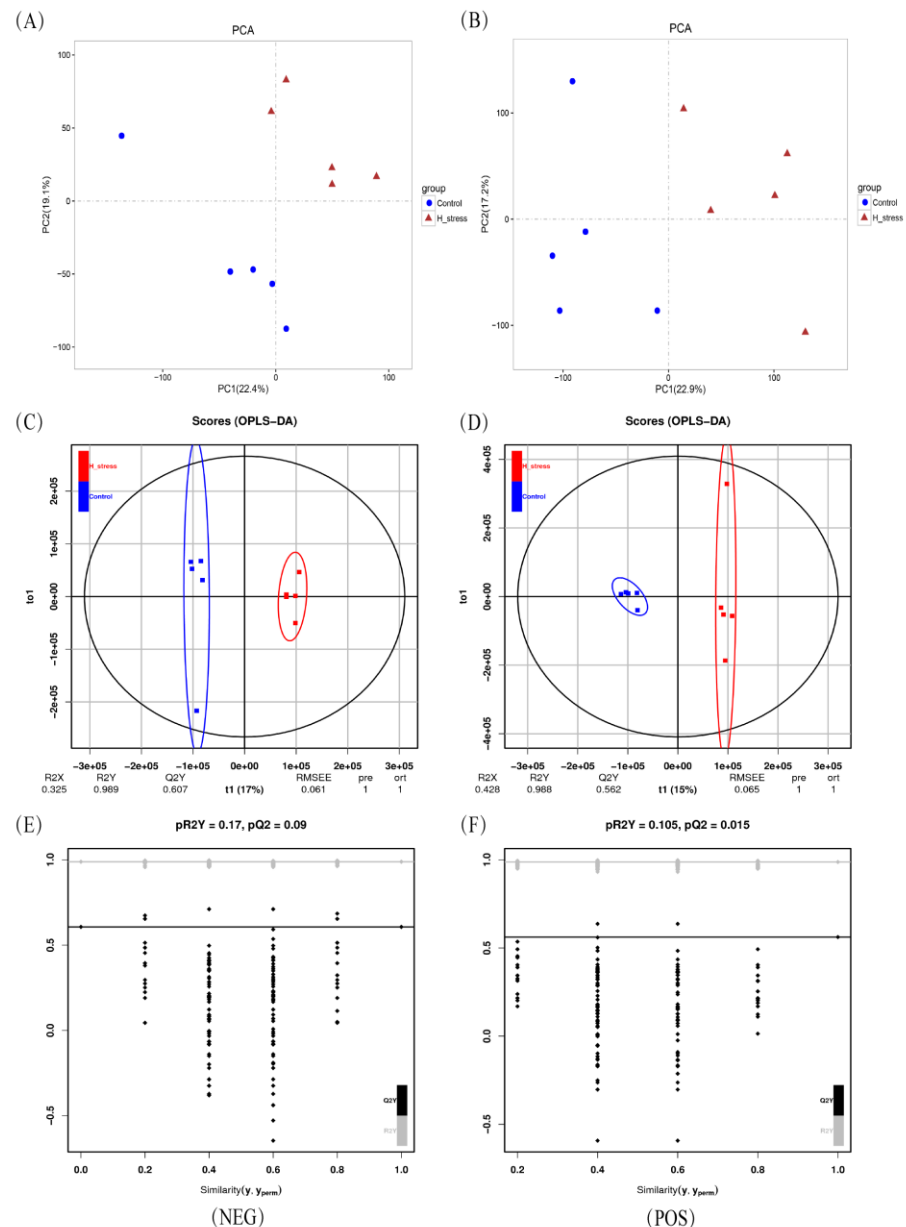 (A)
PCA
100
50
0
−50
−100
PC2(19.1%)
−100
0
100
PC1(22.4%)
group
Control
H_stress
(B)
PCA
100
0
−100
PC2(17.2%)
−100
0
100
PC1(22.9%)
group
Control
H_stress
(C)
Scores (OPLS−DA)
H_stress
Control
2e+05
1e+05
0e+00
−1e+05
−2e+05
to1
−3e+05 −2e+05 −1e+05 0e+00 1e+05 2e+05 3e+05
R2X R2Y Q2Y RMSEE pre ort
0.325 0.989 0.607 t1 (17%) 0.061 1 1
(D)
Scores (OPLS−DA)
H_stress
Control
4e+05
2e+05
0e+00
−2e+05
−4e+05
to1
−3e+05 −2e+05 −1e+05 0e+00 1e+05 2e+05 3e+05
R2X R2Y Q2Y RMSEE pre ort
0.428 0.988 0.562 t1 (15%) 0.065 1 1
(E)
pR2Y = 0.17, pQ2 = 0.09
1.0
0.5
0.0
−0.5
Q2Y
R2Y
0.0 0.2 0.4 0.6 0.8 1.0
Similarity(y, yperm)
(NEG)
(F)
pR2Y = 0.105, pQ2 = 0.015
1.0
0.5
0.0
−0.5
Q2Y
R2Y
0.2 0.4 0.6 0.8 1.0
Similarity(y, yperm)
(POS)